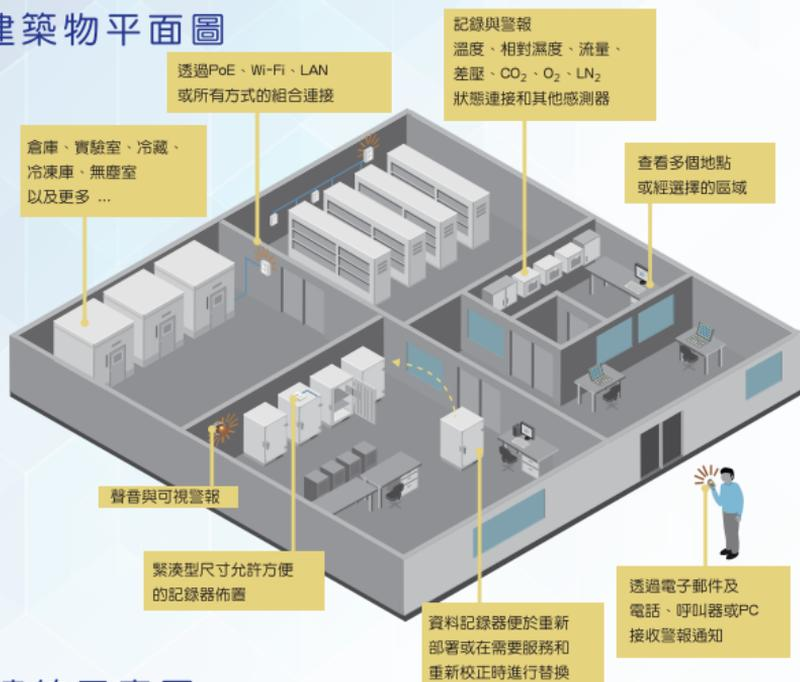 建築物平面圖
記錄與警報
溫度、相對濕度、流量、
差壓、CO₂、O₂、LN₂
狀態連接和其他感測器
透過PoE、Wi-Fi、LAN
或所有方式的組合連接
倉庫、實驗室、冷藏、
冷凍庫、無塵室
以及更多 ...
查看多個地點
或經選擇的區域
聲音與可視警報
緊湊型尺寸允許方便
的記錄器佈置
資料記錄器便於重新
部署或在需要服務和
重新校正時進行替換
透過電子郵件及
電話、呼叫器或PC
接收警報通知